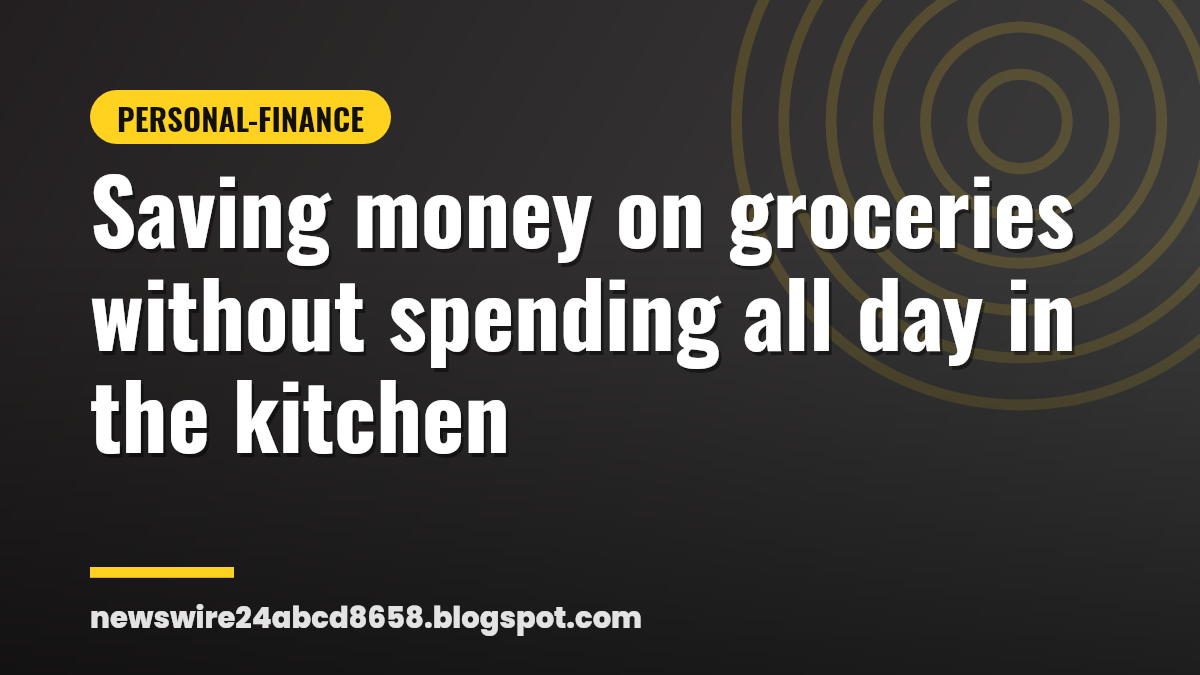 PERSONAL-FINANCE
Saving money on groceries
without spending all day in
the kitchen
newswire24abcd8658.blogspot.com